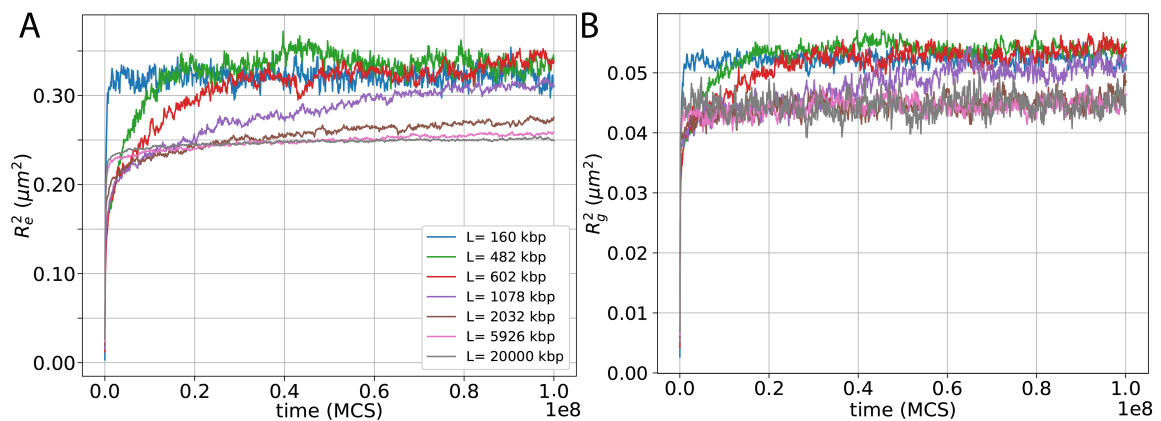 A
R_e^2 (μm^2)
0.30
0.20
0.10
0.00
0.0 0.2 0.4 0.6 0.8 1.0
1e8
time (MCS)
L= 160 kbp
L= 482 kbp
L= 602 kbp
L= 1078 kbp
L= 2032 kbp
L= 5926 kbp
L= 20000 kbp
B
R_g^2 (μm^2)
0.05
0.04
0.03
0.02
0.01
0.00
0.0 0.2 0.4 0.6 0.8 1.0
1e8
time (MCS)